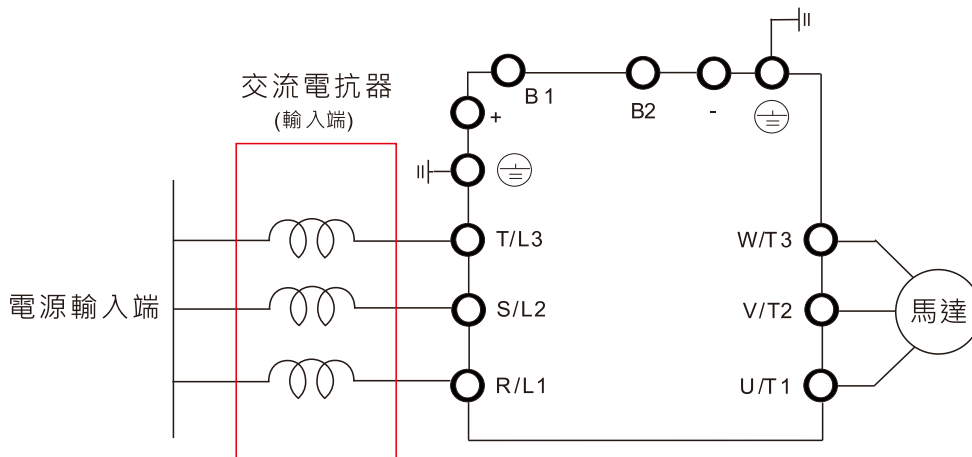 交流電抗器
(輸入端)
B1
B2
-
+
T/L3
W/T3
電源輸入端
S/L2
V/T2
馬達
R/L1
U/T1